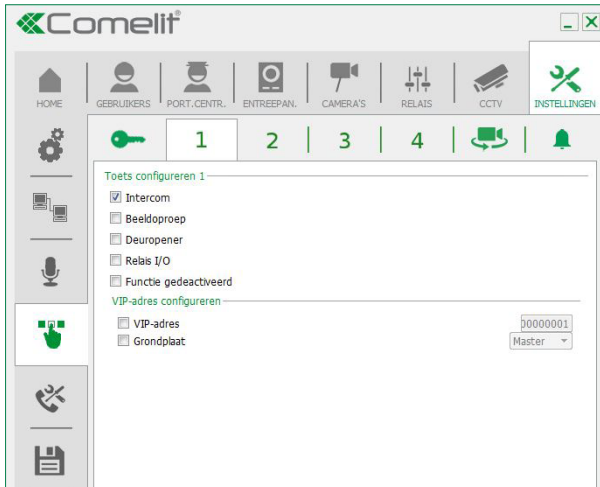 Comelit®
HOME GEBRUIKERS PORT.CENTR. ENTREEPAN. CAMERA'S RELAIS CCTV INSTELLINGEN
1 2 3 4
Toets configureren 1
Intercom
Beeldoproep
Deuropener
Relais I/O
Functie gedeactiveerd
VIP-adres configureren
VIP-adres 00000001
Grondplaat Master